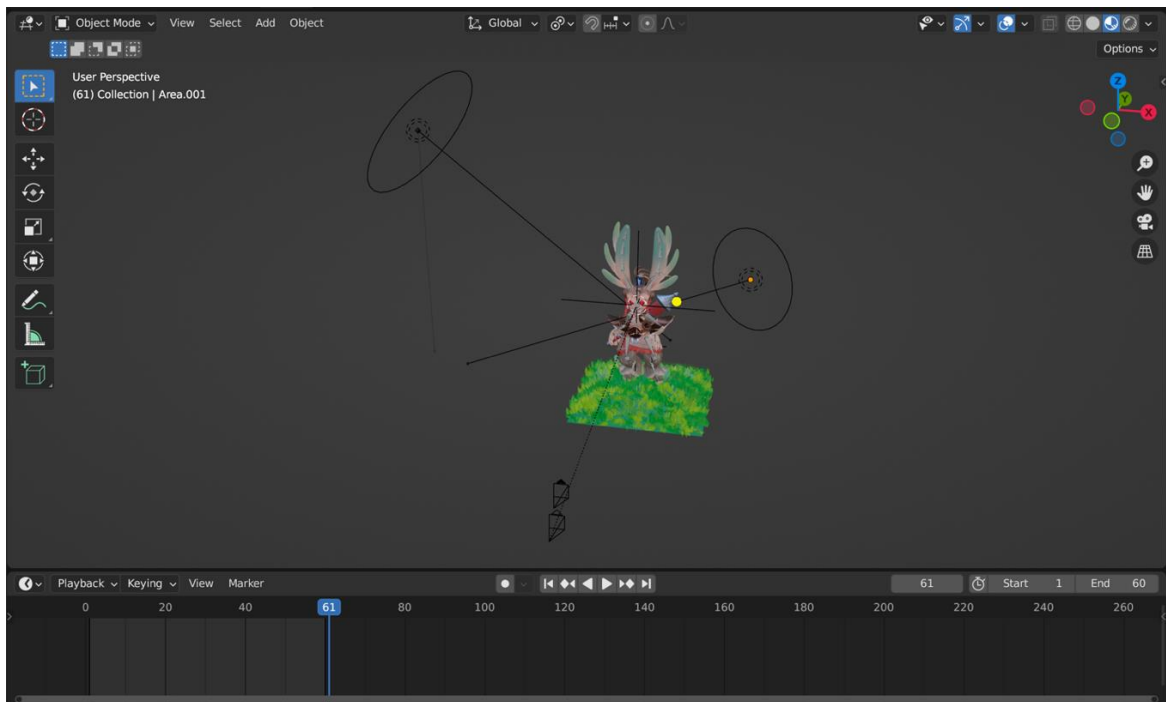 Object Mode View Select Add Object Global
Options
User Perspective
(61) Collection | Area.001
Z
Y
X
Playback Keying View Marker 61 Start 1 End 60
0 20 40 61 80 100 120 140 160 180 200 220 240 260